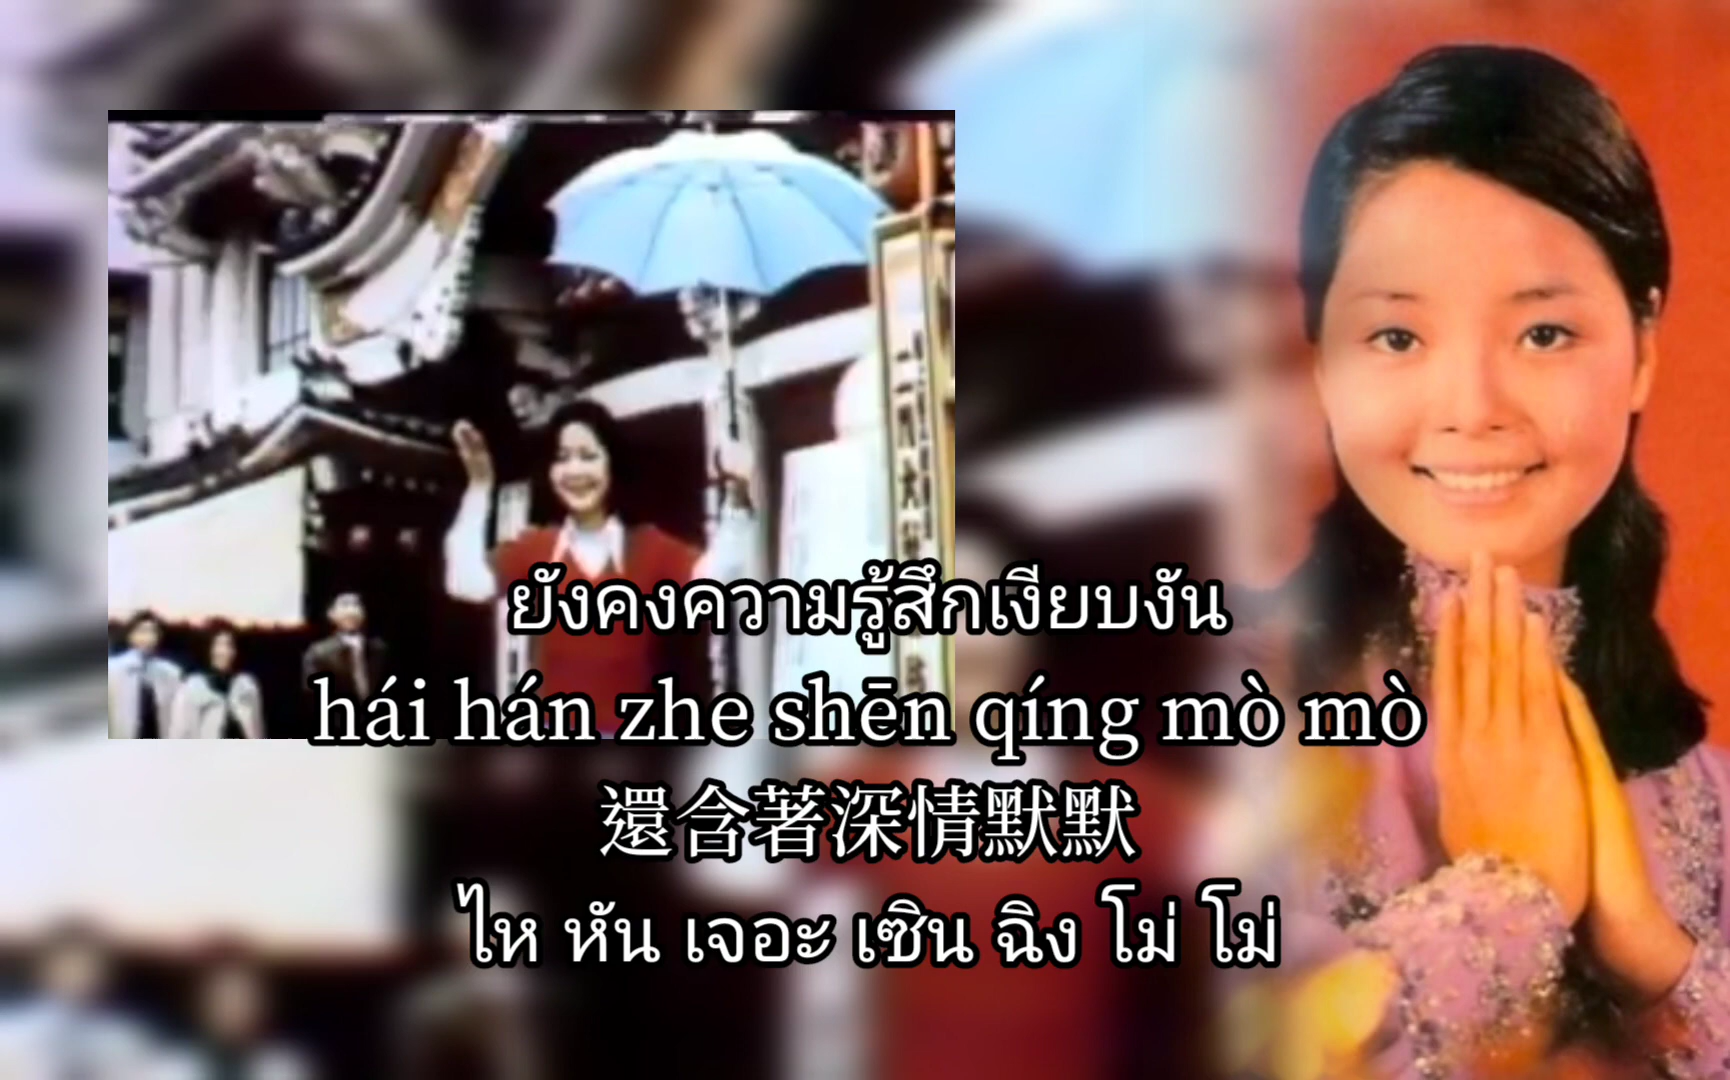 ยังคงความรู้สึกเงียบงัน
hái hán zhe shēn qíng mò mò
還含著深情默默
ไห หัน เจอะ เซิน ฉิง โม่ โม่